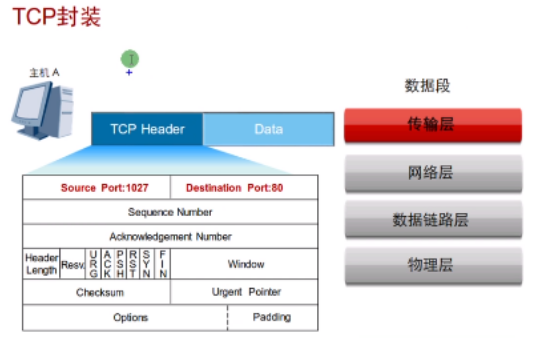 TCP封装
主机 A
数据段
TCP Header
Data
传输层
网络层
数据链路层
物理层
Source Port:1027
Destination Port:80
Sequence Number
Acknowledgement Number
Header Length
Resv.
URG
ACK
PSH
RST
SYN
FIN
Window
Checksum
Urgent Pointer
Options
Padding